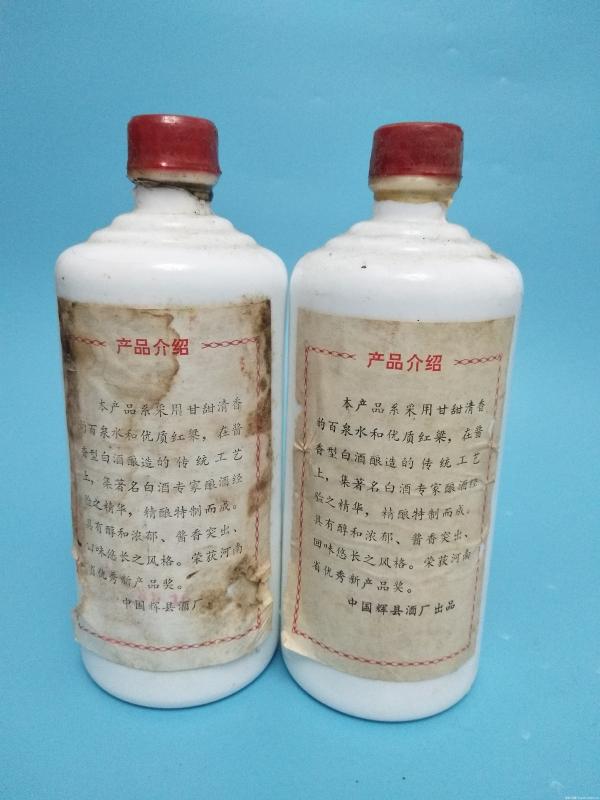 产品介绍
本产品系采用甘甜清香
的百泉水和优质红粱，在酱
香型白酒酿造的传统工艺
上，集著名白酒专家酿酒经
验之精华，精酿特制而成。
具有醇和浓郁、酱香突出、
回味悠长之风格。荣获河南
省优秀新产品奖。
中国辉县酒厂
产品介绍
本产品系采用甘甜清香
的百泉水和优质红粱，在酱
香型白酒酿造的传统工艺
上，集著名白酒专家酿酒经
验之精华，精酿特制而成。
具有醇和浓郁、酱香突出、
回味悠长之风格。荣获河南
省优秀新产品奖。
中国辉县酒厂出品